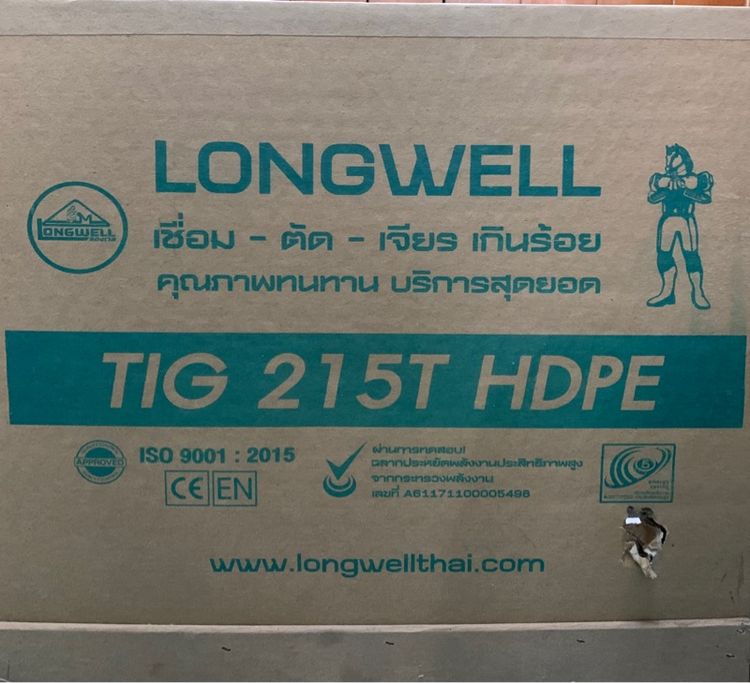 LONGWELL
LONGWELL
เชื่อม - ตัด - เจียร เกินร้อย
คุณภาพทนทาน บริการสุดยอด
TIG 215T HDPE
APPROVED
ISO 9001 : 2015
CE EN
ผ่านการทดสอบ!
ฉลากประหยัดพลังงานประสิทธิภาพสูง
จากกระทรวงพลังงาน
เลขที่ A61171100005498
5
www.longwellthai.com